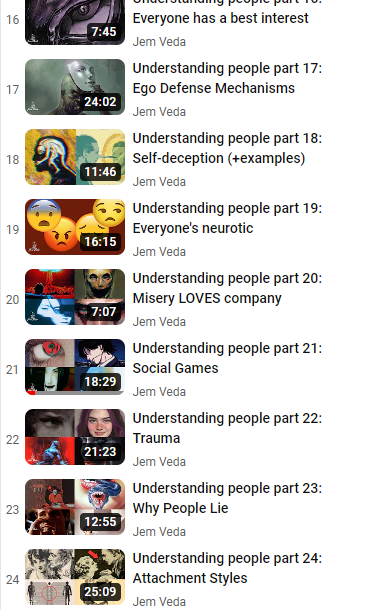 16
Understanding people part 16:
Everyone has a best interest
7:45
Jem Veda
17
Understanding people part 17:
Ego Defense Mechanisms
24:02
Jem Veda
18
Understanding people part 18:
Self-deception (+examples)
11:46
Jem Veda
19
Understanding people part 19:
Everyone's neurotic
16:15
Jem Veda
20
Understanding people part 20:
Misery LOVES company
7:07
Jem Veda
21
Understanding people part 21:
Social Games
18:29
Jem Veda
22
Understanding people part 22:
Trauma
21:23
Jem Veda
23
Understanding people part 23:
Why People Lie
12:55
Jem Veda
24
Understanding people part 24:
Attachment Styles
25:09
Jem Veda